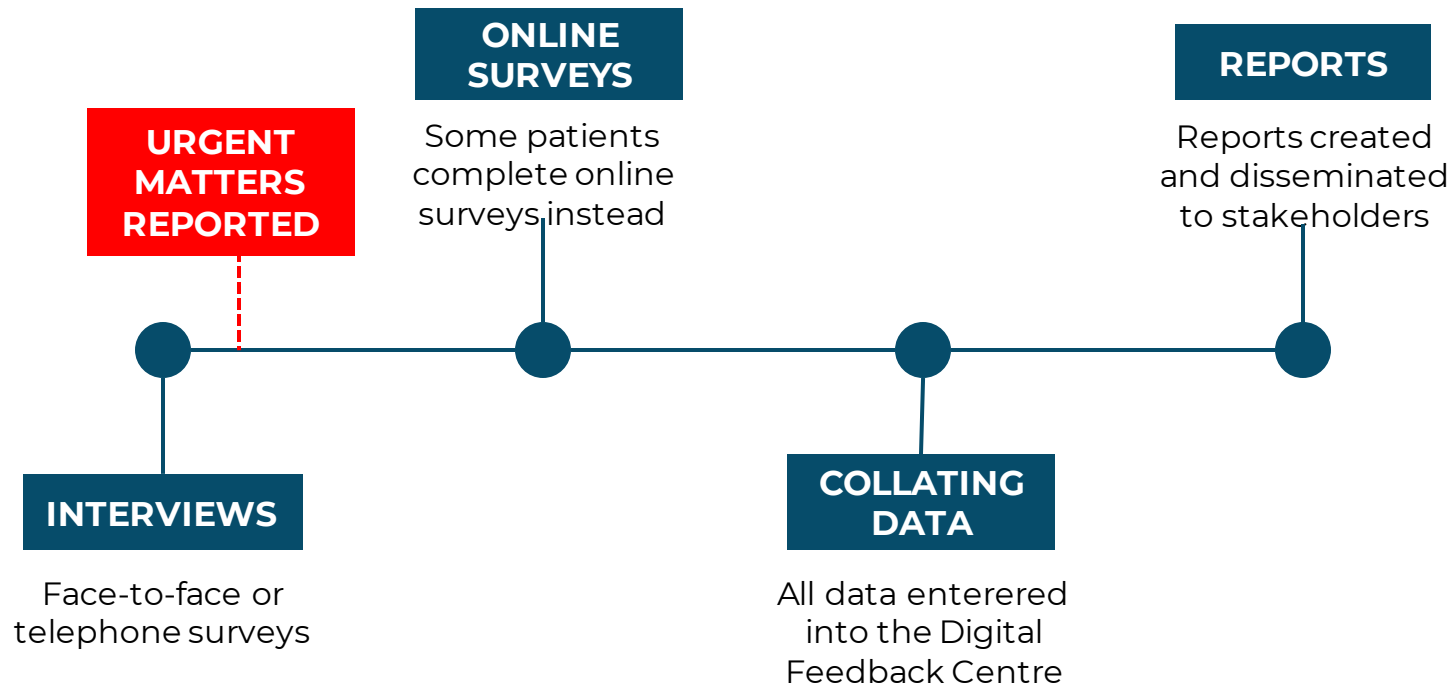 ONLINE
SURVEYS
Some patients
complete online
surveys instead
REPORTS
Reports created
and disseminated
to stakeholders
URGENT
MATTERS
REPORTED
INTERVIEWS
Face-to-face or
telephone surveys
COLLATING
DATA
All data enterered
into the Digital
Feedback Centre